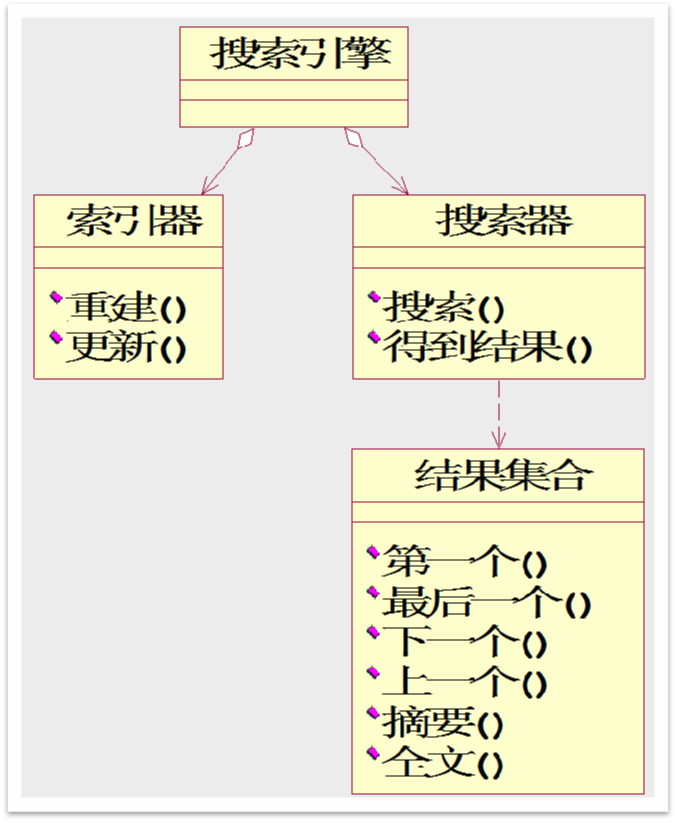 搜索引擎
索引器
重建()
更新()
搜索器
搜索()
得到结果()
结果集合
第一个()
最后一个()
下一个()
上一个()
摘要()
全文()